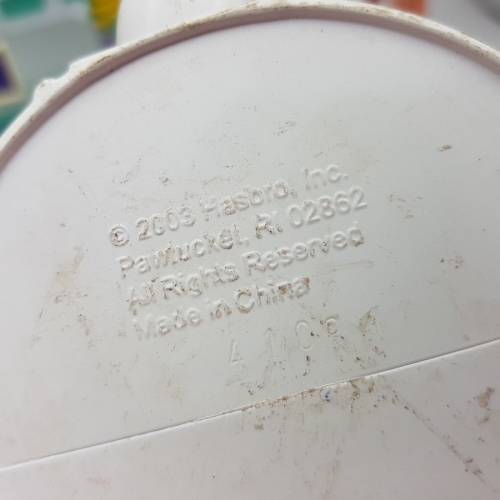 © 2003 Hasbro, Inc.
Pawtucket, RI 02862
All Rights Reserved
Made in China